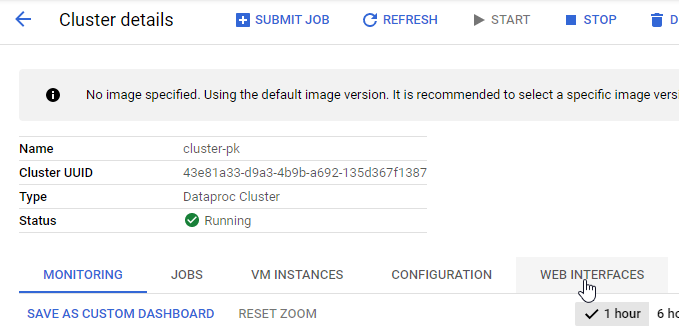 Cluster details SUBMIT JOB REFRESH START STOP
No image specified. Using the default image version. It is recommended to select a specific image
Name cluster-pk
Cluster UUID 43e81a33-d9a3-4b9b-a692-135d367f1387
Type Dataproc Cluster
Status Running
MONITORING JOBS VM INSTANCES CONFIGURATION WEB INTERFACES
SAVE AS CUSTOM DASHBOARD RESET ZOOM 1 hour 6